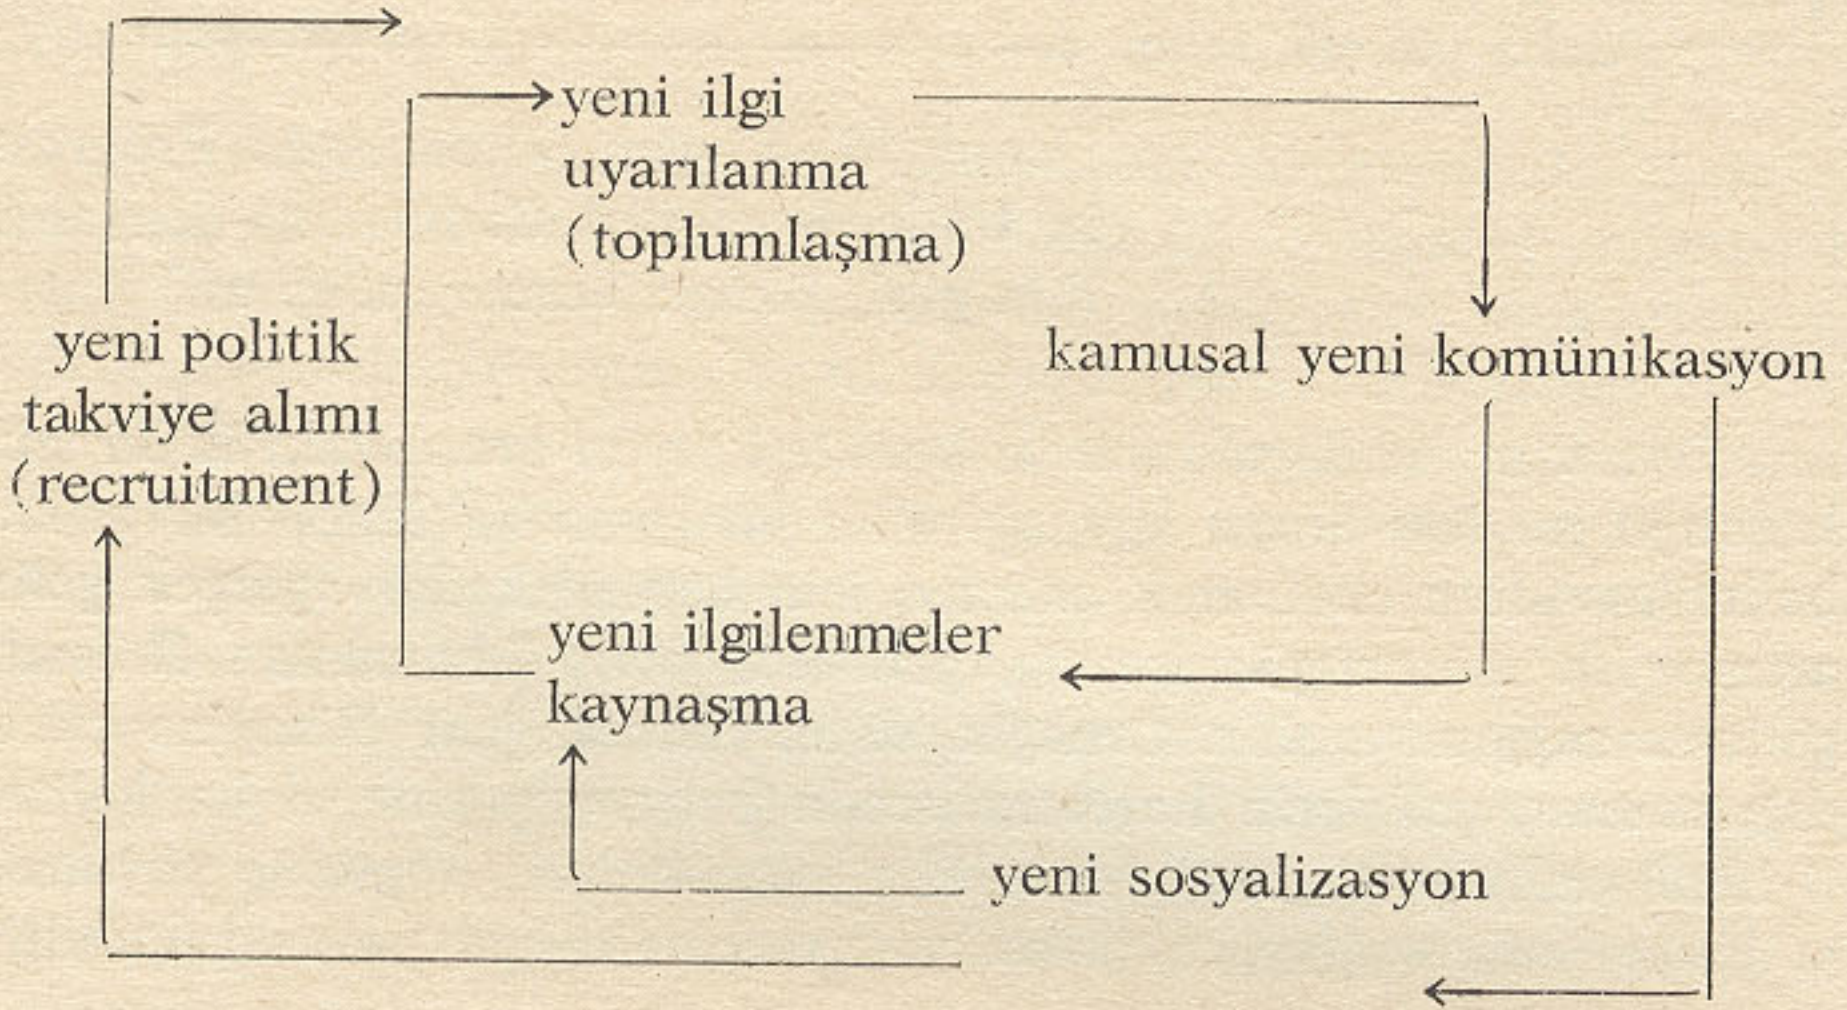 yeni ilgi
uyarılanma
(toplumlaşma)
yeni politik
takviye alımı
(recruitment)
kamusal yeni komünikasyon
yeni ilgilenmeler
kaynaşma
yeni sosyalizasyon